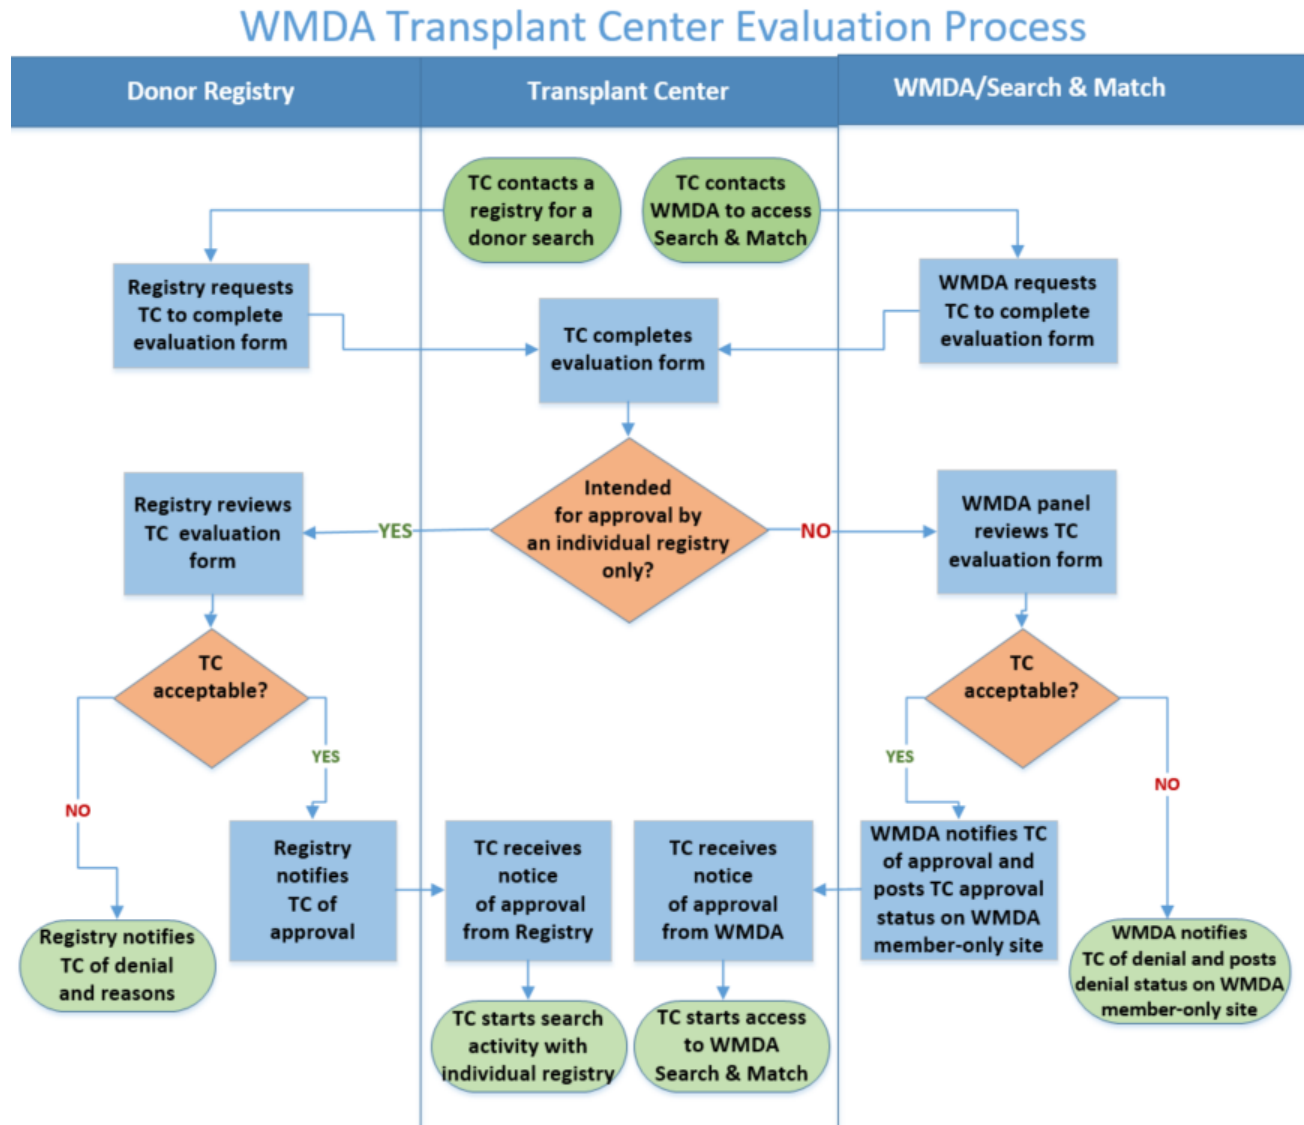 WMDA Transplant Center Evaluation Process
Donor Registry
Transplant Center
WMDA/Search & Match
TC contacts a
registry for a
donor search
TC contacts
WMDA to access
Search & Match
Registry requests
TC to complete
evaluation form
TC completes
evaluation form
WMDA requests
TC to complete
evaluation form
Registry reviews
TC evaluation
form
YES
Intended
for approval by
an individual registry
only?
NO
WMDA panel
reviews TC
evaluation form
TC
acceptable?
YES
NO
TC
acceptable?
YES
NO
Registry
notifies
TC of
approval
TC receives
notice
of approval
from Registry
TC receives
notice
of approval
from WMDA
WMDA notifies TC
of approval and
posts TC approval
status on WMDA
member-only site
Registry notifies
TC of denial
and reasons
WMDA notifies
TC of denial and posts
denial status on WMDA
member-only site
TC starts search
activity with
individual registry
TC starts access
to WMDA
Search & Match